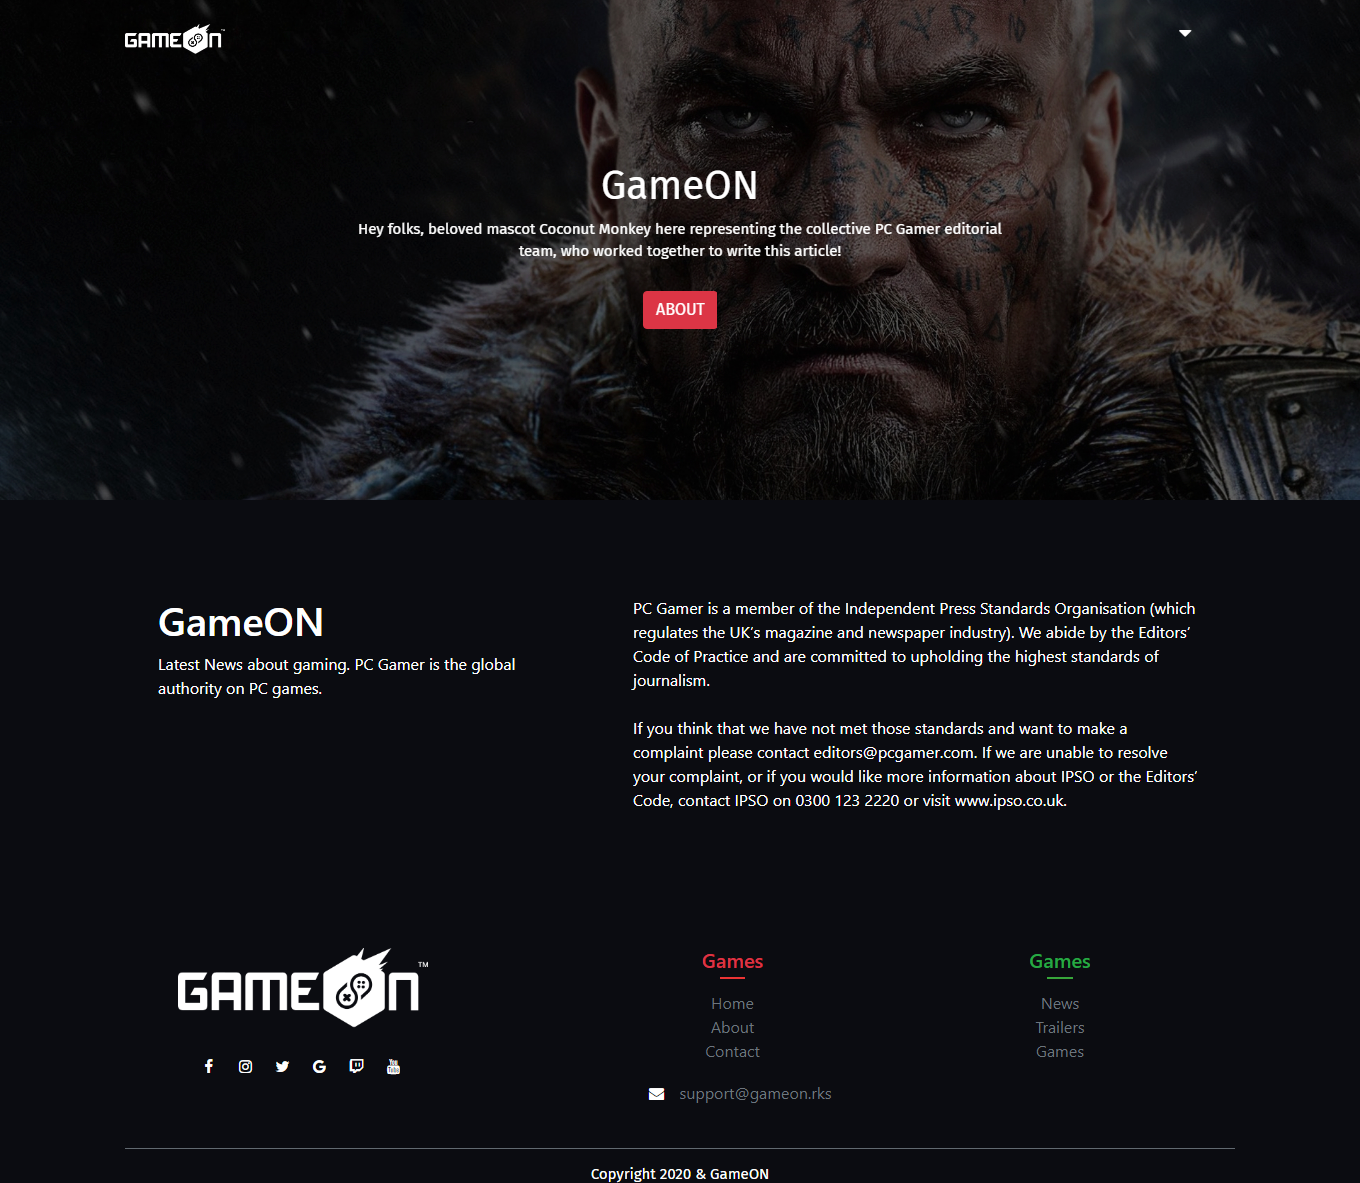 GAMEON
GameON
Hey folks, beloved mascot Coconut Monkey here representing the collective PC Gamer editorial
team, who worked together to write this article!
ABOUT
GameON
Latest News about gaming. PC Gamer is the global
authority on PC games.
PC Gamer is a member of the Independent Press Standards Organisation (which
regulates the UK's magazine and newspaper industry). We abide by the Editors'
Code of Practice and are committed to upholding the highest standards of
journalism.
If you think that we have not met those standards and want to make a
complaint please contact editors@pcgamer.com. If we are unable to resolve
your complaint, or if you would like more information about IPSO or the Editors'
Code, contact IPSO on 0300 123 2220 or visit www.ipso.co.uk.
GAMEON™
Games
Home
About
Contact
support@gameon.rks
Games
News
Trailers
Games
Copyright 2020 & GameON